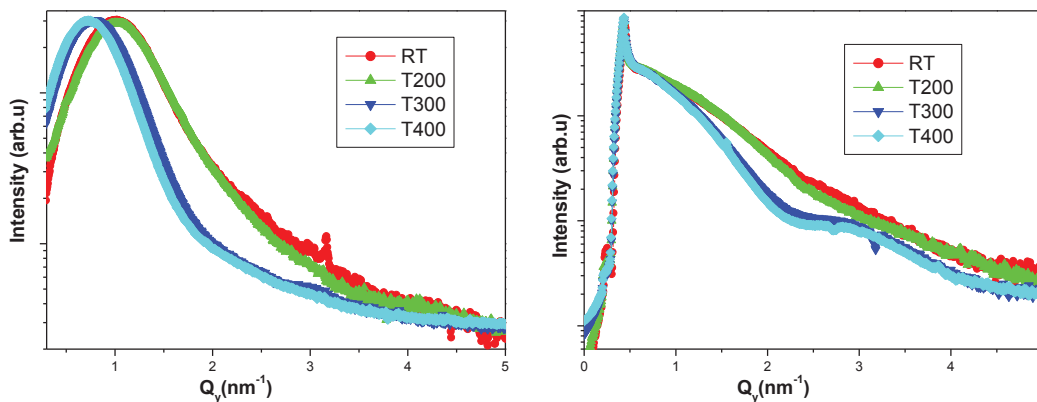 Intensity (arb.u)
RT
T200
T300
T400
1
2
3
4
5
Qy(nm-1)
Intensity (arb.u)
RT
T200
T300
T400
0
1
2
3
4
Qy(nm-1)